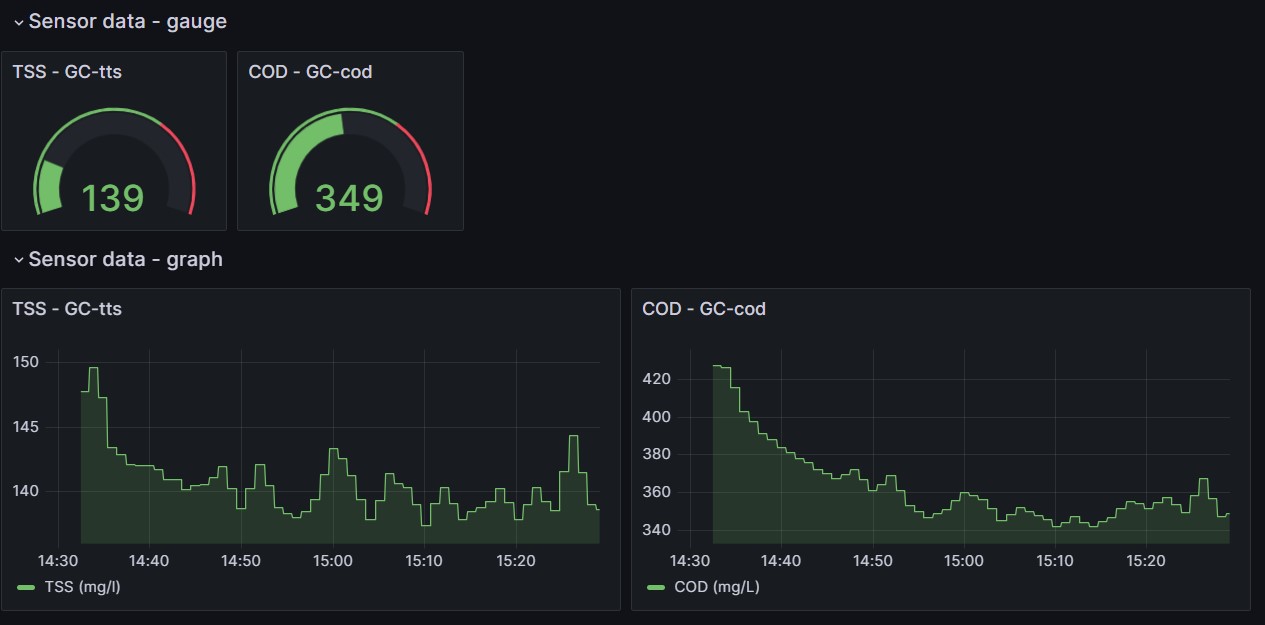 Sensor data - gauge
TSS - GC-tts
COD - GC-cod
139
349
Sensor data - graph
TSS - GC-tts
150
145
140
14:30 14:40 14:50 15:00 15:10 15:20
TSS (mg/l)
COD - GC-cod
420
400
380
360
340
14:30 14:40 14:50 15:00 15:10 15:20
COD (mg/L)